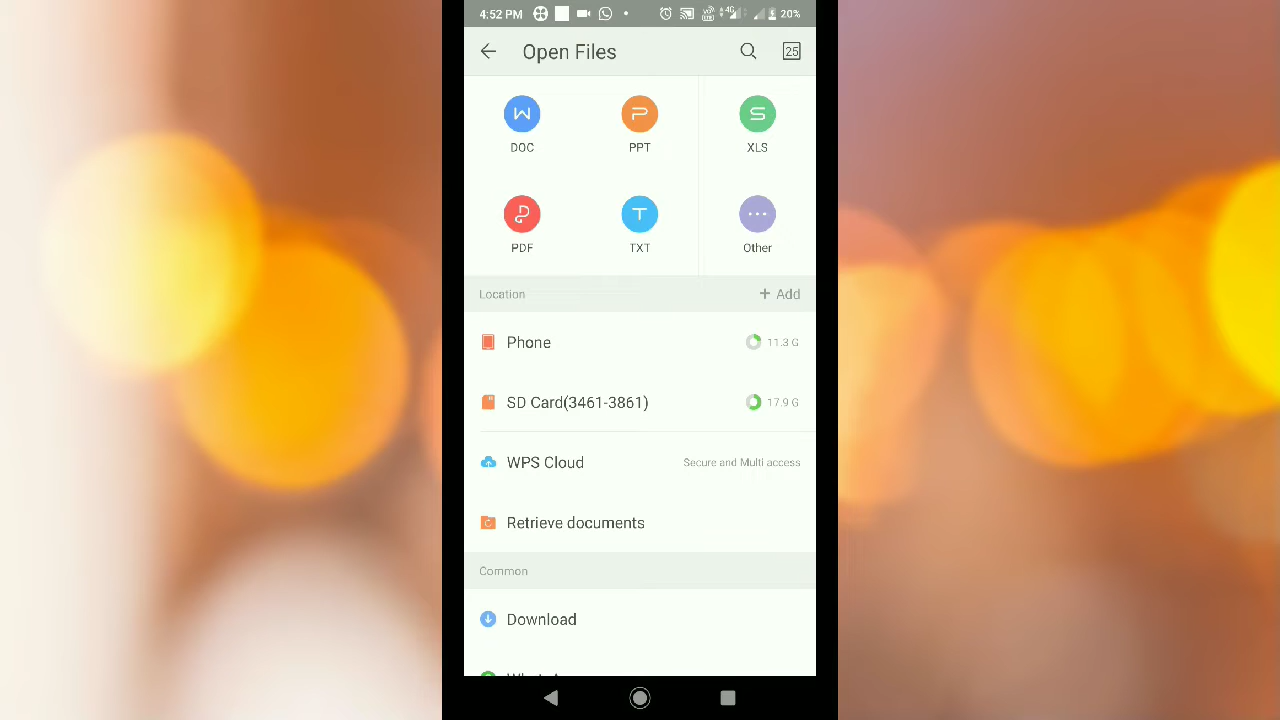 4:52 PM 4G 20%
Open Files 25
DOC PPT XLS
PDF TXT Other
Location + Add
Phone 11.3 G
SD Card(3461-3861) 17.9 G
WPS Cloud Secure and Multi access
Retrieve documents
Common
Download